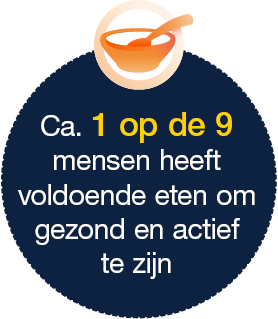 Ca. 1 op de 9
mensen heeft
voldoende eten om
gezond en actief
te zijn